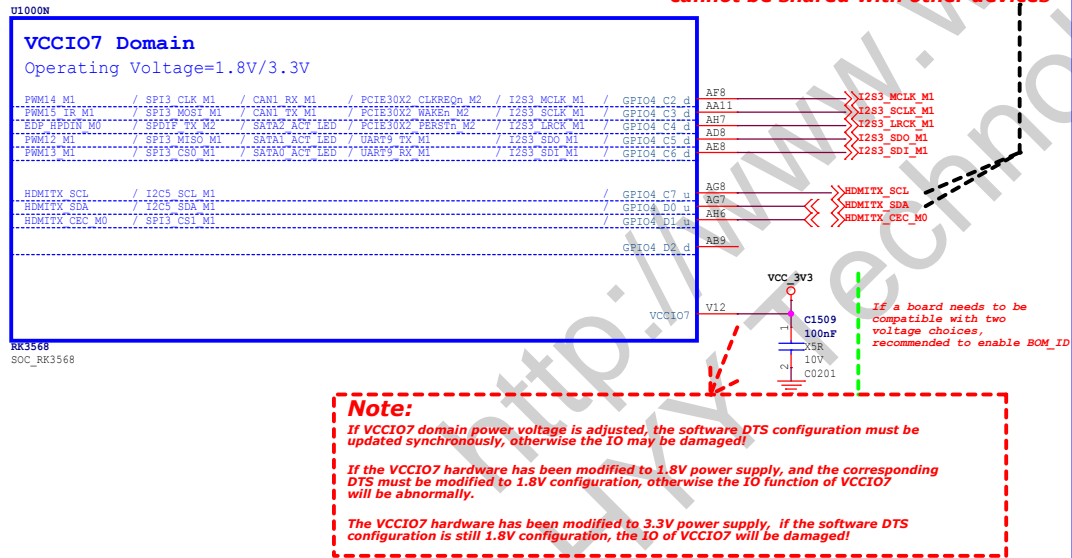 cannot be shared with other devices
U1000N
VCCIO7 Domain
Operating Voltage=1.8V/3.3V
PWM14_M1 / SPI3_CLK_M1 / CAN1_RX_M1 / PCIE30X2_CLKREQn_M2 / I2S3_MCLK_M1 / GPIO4_C2_d AF8 I2S3_MCLK_M1
PWM15_IR_M1 / SPI3_MOSI_M1 / CAN1_TX_M1 / PCIE30X2_WAKEn_M2 / I2S3_SCLK_M1 / GPIO4_C3_d AA11 I2S3_SCLK_M1
EDP_HPDIN_M0 / SPDIF_TX_M2 / SATA2_ACT_LED / PCIE30X2_PERSTn_M2 / I2S3_LRCK_M1 / GPIO4_C4_d AH7 I2S3_LRCK_M1
PWM12_M1 / SPI3_MISO_M1 / SATA1_ACT_LED / UART9_TX_M1 / I2S3_SDO_M1 / GPIO4_C5_d AD8 I2S3_SDO_M1
PWM13_M1 / SPI3_CS0_M1 / SATA0_ACT_LED / UART9_RX_M1 / I2S3_SDI_M1 / GPIO4_C6_d AE8 I2S3_SDI_M1
HDMITX_SCL / I2C5_SCL_M1 / GPIO4_C7_u AG8 HDMITX_SCL
HDMITX_SDA / I2C5_SDA_M1 / GPIO4_D0_u AG7 HDMITX_SDA
HDMITX_CEC_M0 / SPI3_CS1_M1 / GPIO4_D1_u AH6 HDMITX_CEC_M0
GPIO4_D2_d AB9
VCC_3V3
VCCIO7 V12
1
2
C1509
100nF
X5R
10V
C0201
If a board needs to be
compatible with two
voltage choices,
recommended to enable BOM_ID
RK3568
SOC_RK3568
Note:
If VCCIO7 domain power voltage is adjusted, the software DTS configuration must be
updated synchronously, otherwise the IO may be damaged!
If the VCCIO7 hardware has been modified to 1.8V power supply, and the corresponding
DTS must be modified to 1.8V configuration, otherwise the IO function of VCCIO7
will be abnormally.
The VCCIO7 hardware has been modified to 3.3V power supply, if the software DTS
configuration is still 1.8V configuration, the IO of VCCIO7 will be damaged!
http://www.
HYY Techno